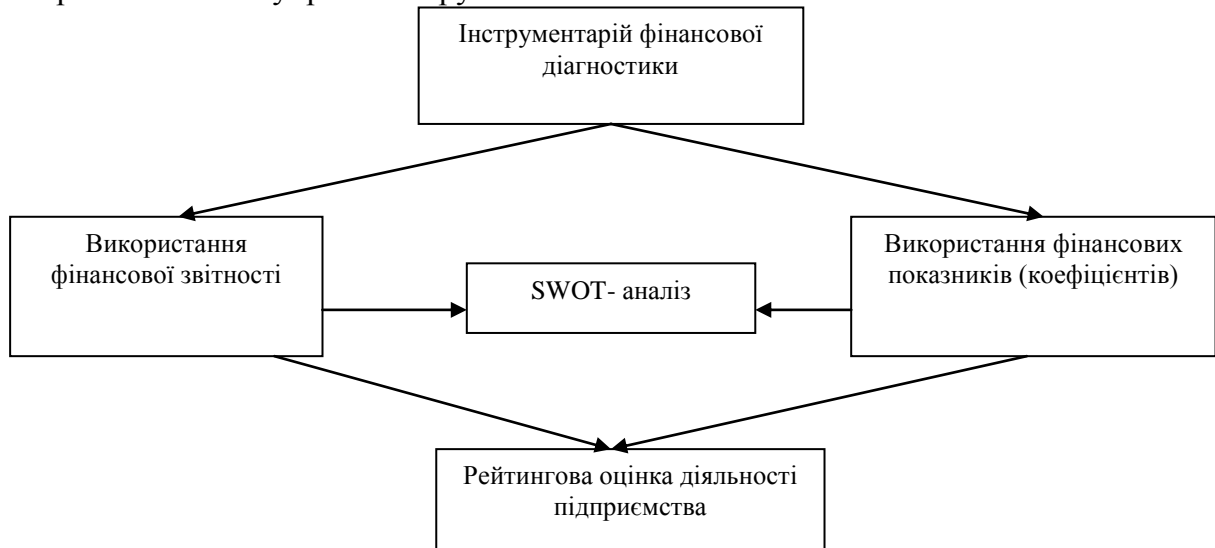 Інструментарій фінансової
діагностики
Використання
фінансової звітності
Використання фінансових
показників (коефіцієнтів)
SWOT- аналіз
Рейтингова оцінка діяльності
підприємства